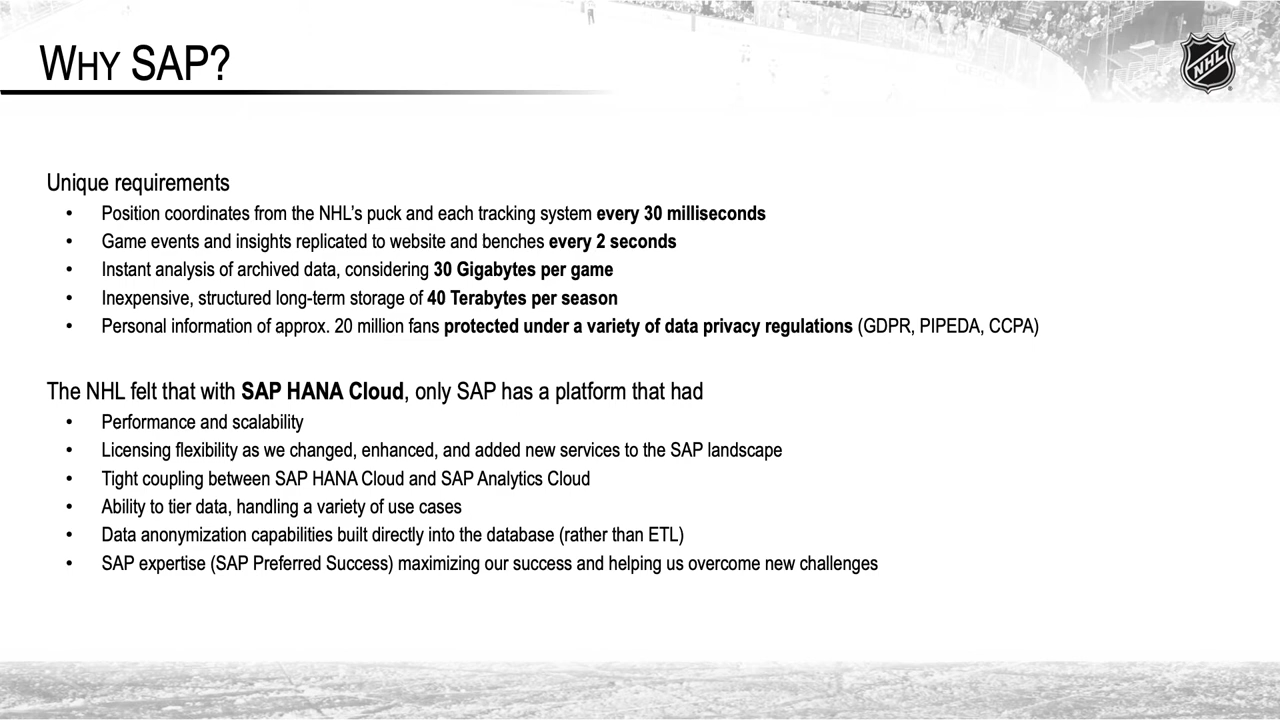 WHY SAP?
NHL
Unique requirements
• Position coordinates from the NHL's puck and each tracking system every 30 milliseconds
• Game events and insights replicated to website and benches every 2 seconds
• Instant analysis of archived data, considering 30 Gigabytes per game
• Inexpensive, structured long-term storage of 40 Terabytes per season
• Personal information of approx. 20 million fans protected under a variety of data privacy regulations (GDPR, PIPEDA, CCPA)
The NHL felt that with SAP HANA Cloud, only SAP has a platform that had
• Performance and scalability
• Licensing flexibility as we changed, enhanced, and added new services to the SAP landscape
• Tight coupling between SAP HANA Cloud and SAP Analytics Cloud
• Ability to tier data, handling a variety of use cases
• Data anonymization capabilities built directly into the database (rather than ETL)
• SAP expertise (SAP Preferred Success) maximizing our success and helping us overcome new challenges